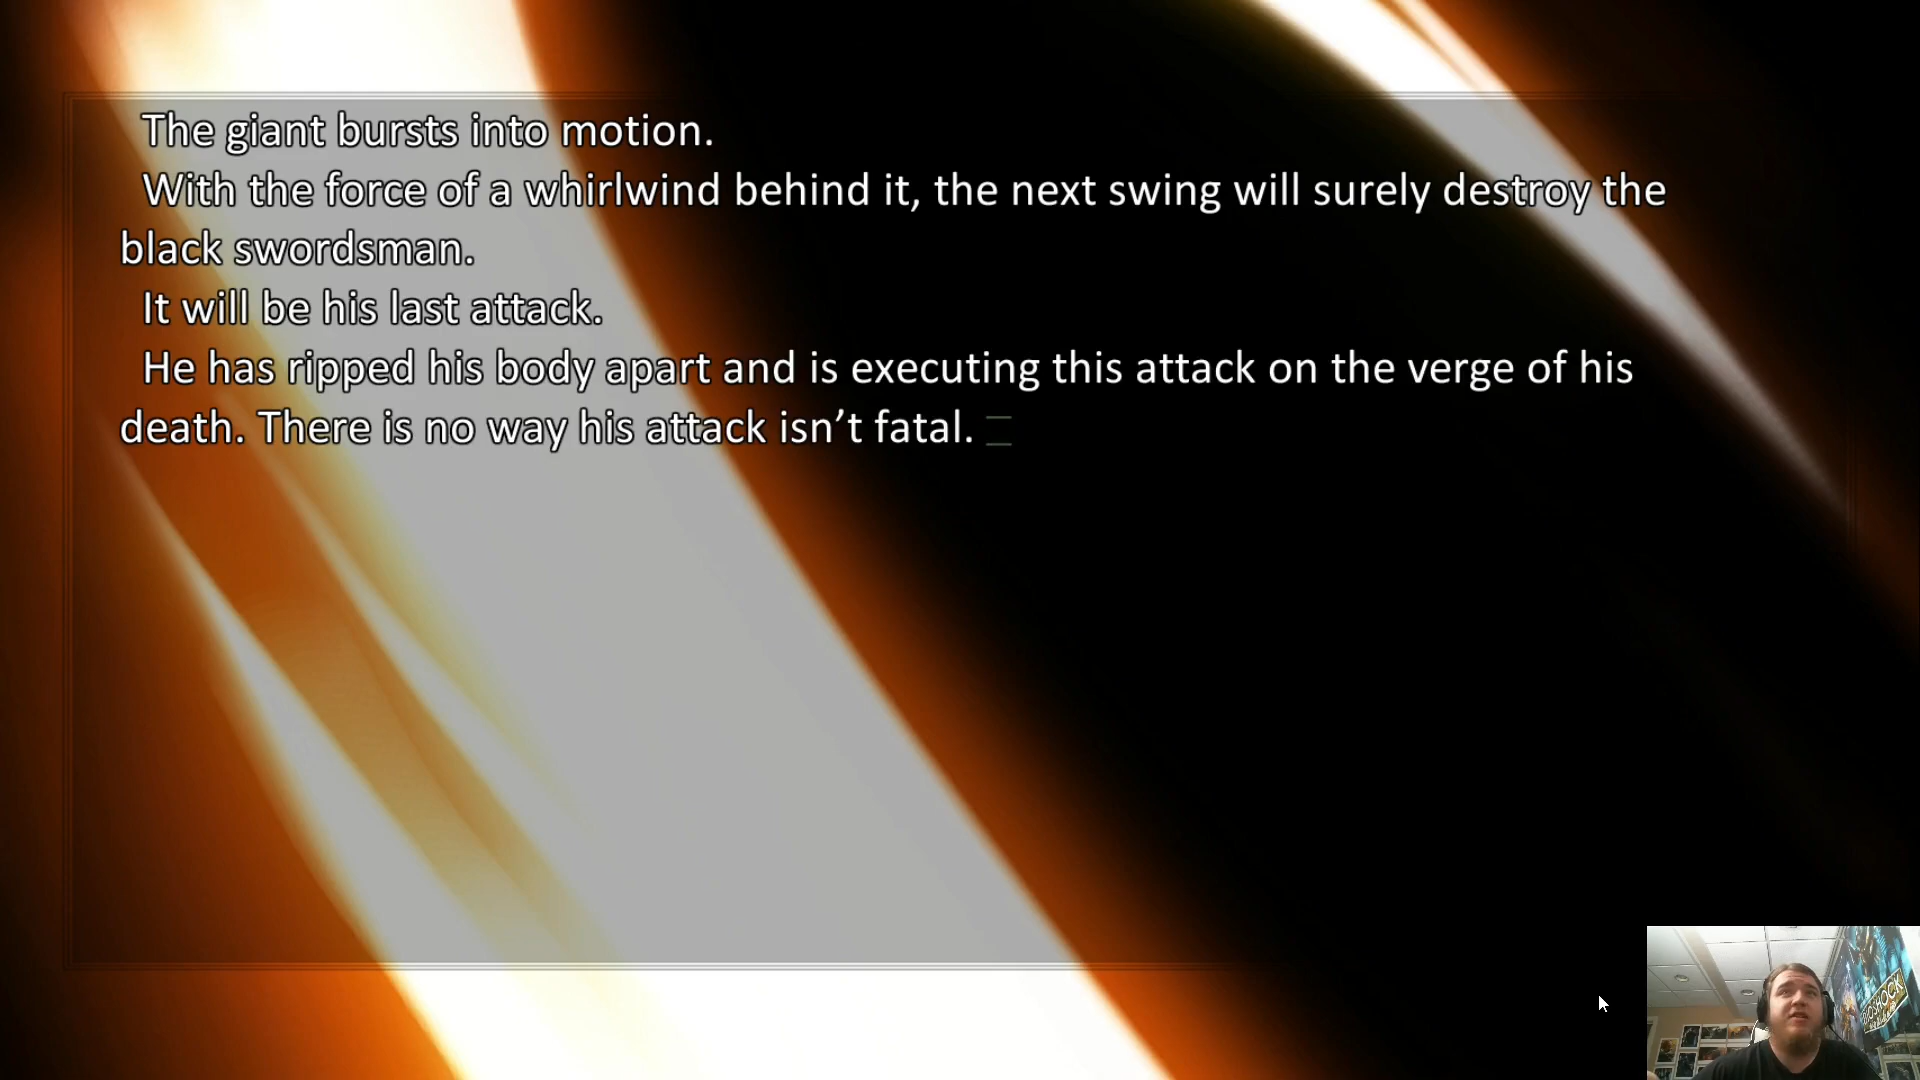 The giant bursts into motion.
With the force of a whirlwind behind it, the next swing will surely destroy the
black swordsman.
It will be his last attack.
He has ripped his body apart and is executing this attack on the verge of his
death. There is no way his attack isn’t fatal.
BIOSHOCK